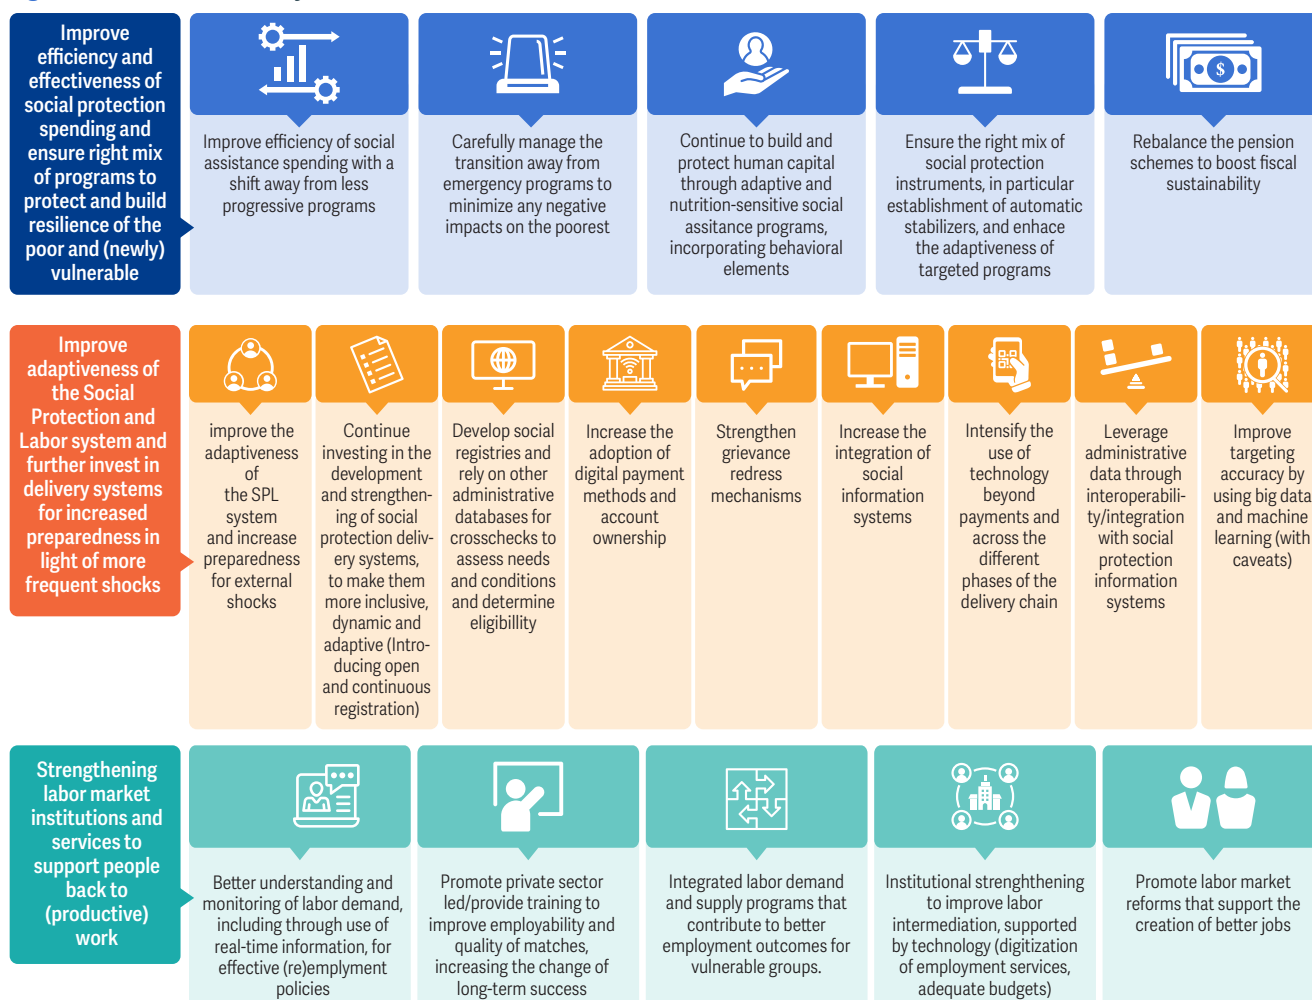 Improve
efficiency and
effectiveness of
social protection
spending and
ensure right mix
of programs to
protect and build
resilience of the
poor and (newly)
vulnerable
Improve efficiency of social
assistance spending with a
shift away from less
progressive programs
Carefully manage the
transition away from
emergency programs to
minimize any negative
impacts on the poorest
Continue to build and
protect human capital
through adaptive and
nutrition-sensitive social
assitance programs,
incorporating behavioral
elements
Ensure the right mix of
social protection
instruments, in particular
establishment of automatic
stabilizers, and enhace
the adaptiveness of
targeted programs
$
Rebalance the pension
schemes to boost fiscal
sustainability
Improve
adaptiveness of
the Social
Protection and
Labor system and
further invest in
delivery systems
for increased
preparedness in
light of more
frequent shocks
improve the
adaptiveness
of
the SPL
system
and increase
preparedness
for external
shocks
Continue
investing in the
development
and strengthen-
ing of social
protection deliv-
ery systems,
to make them
more inclusive,
dynamic and
adaptive (Intro-
ducing open
and continuous
registration)
Develop social
registries and
rely on other
administrative
databases for
crosschecks to
assess needs
and conditions
and determine
eligibillity
Increase the
adoption of
digital payment
methods and
account
ownership
Strengthen
grievance
redress
mechanisms
Increase the
integration of
social
information
systems
Intensify the
use of
technology
beyond
payments and
across the
different
phases of the
delivery chain
Leverage
administrative
data through
interoperabili-
ty/integration
with social
protection
information
systems
Improve
targeting
accuracy by
using big data
and machine
learning (with
caveats)
Strengthening
labor market
institutions and
services to
support people
back to
(productive)
work
Better understanding and
monitoring of labor demand,
including through use of
real-time information, for
effective (re)emplyment
policies
Promote private sector
led/provide training to
improve employability and
quality of matches,
increasing the change of
long-term success
Integrated labor demand
and supply programs that
contribute to better
employment outcomes for
vulnerable groups.
Institutional strenghthening
to improve labor
intermediation, supported
by technology (digitization
of employment services,
adequate budgets)
Promote labor market
reforms that support the
creation of better jobs